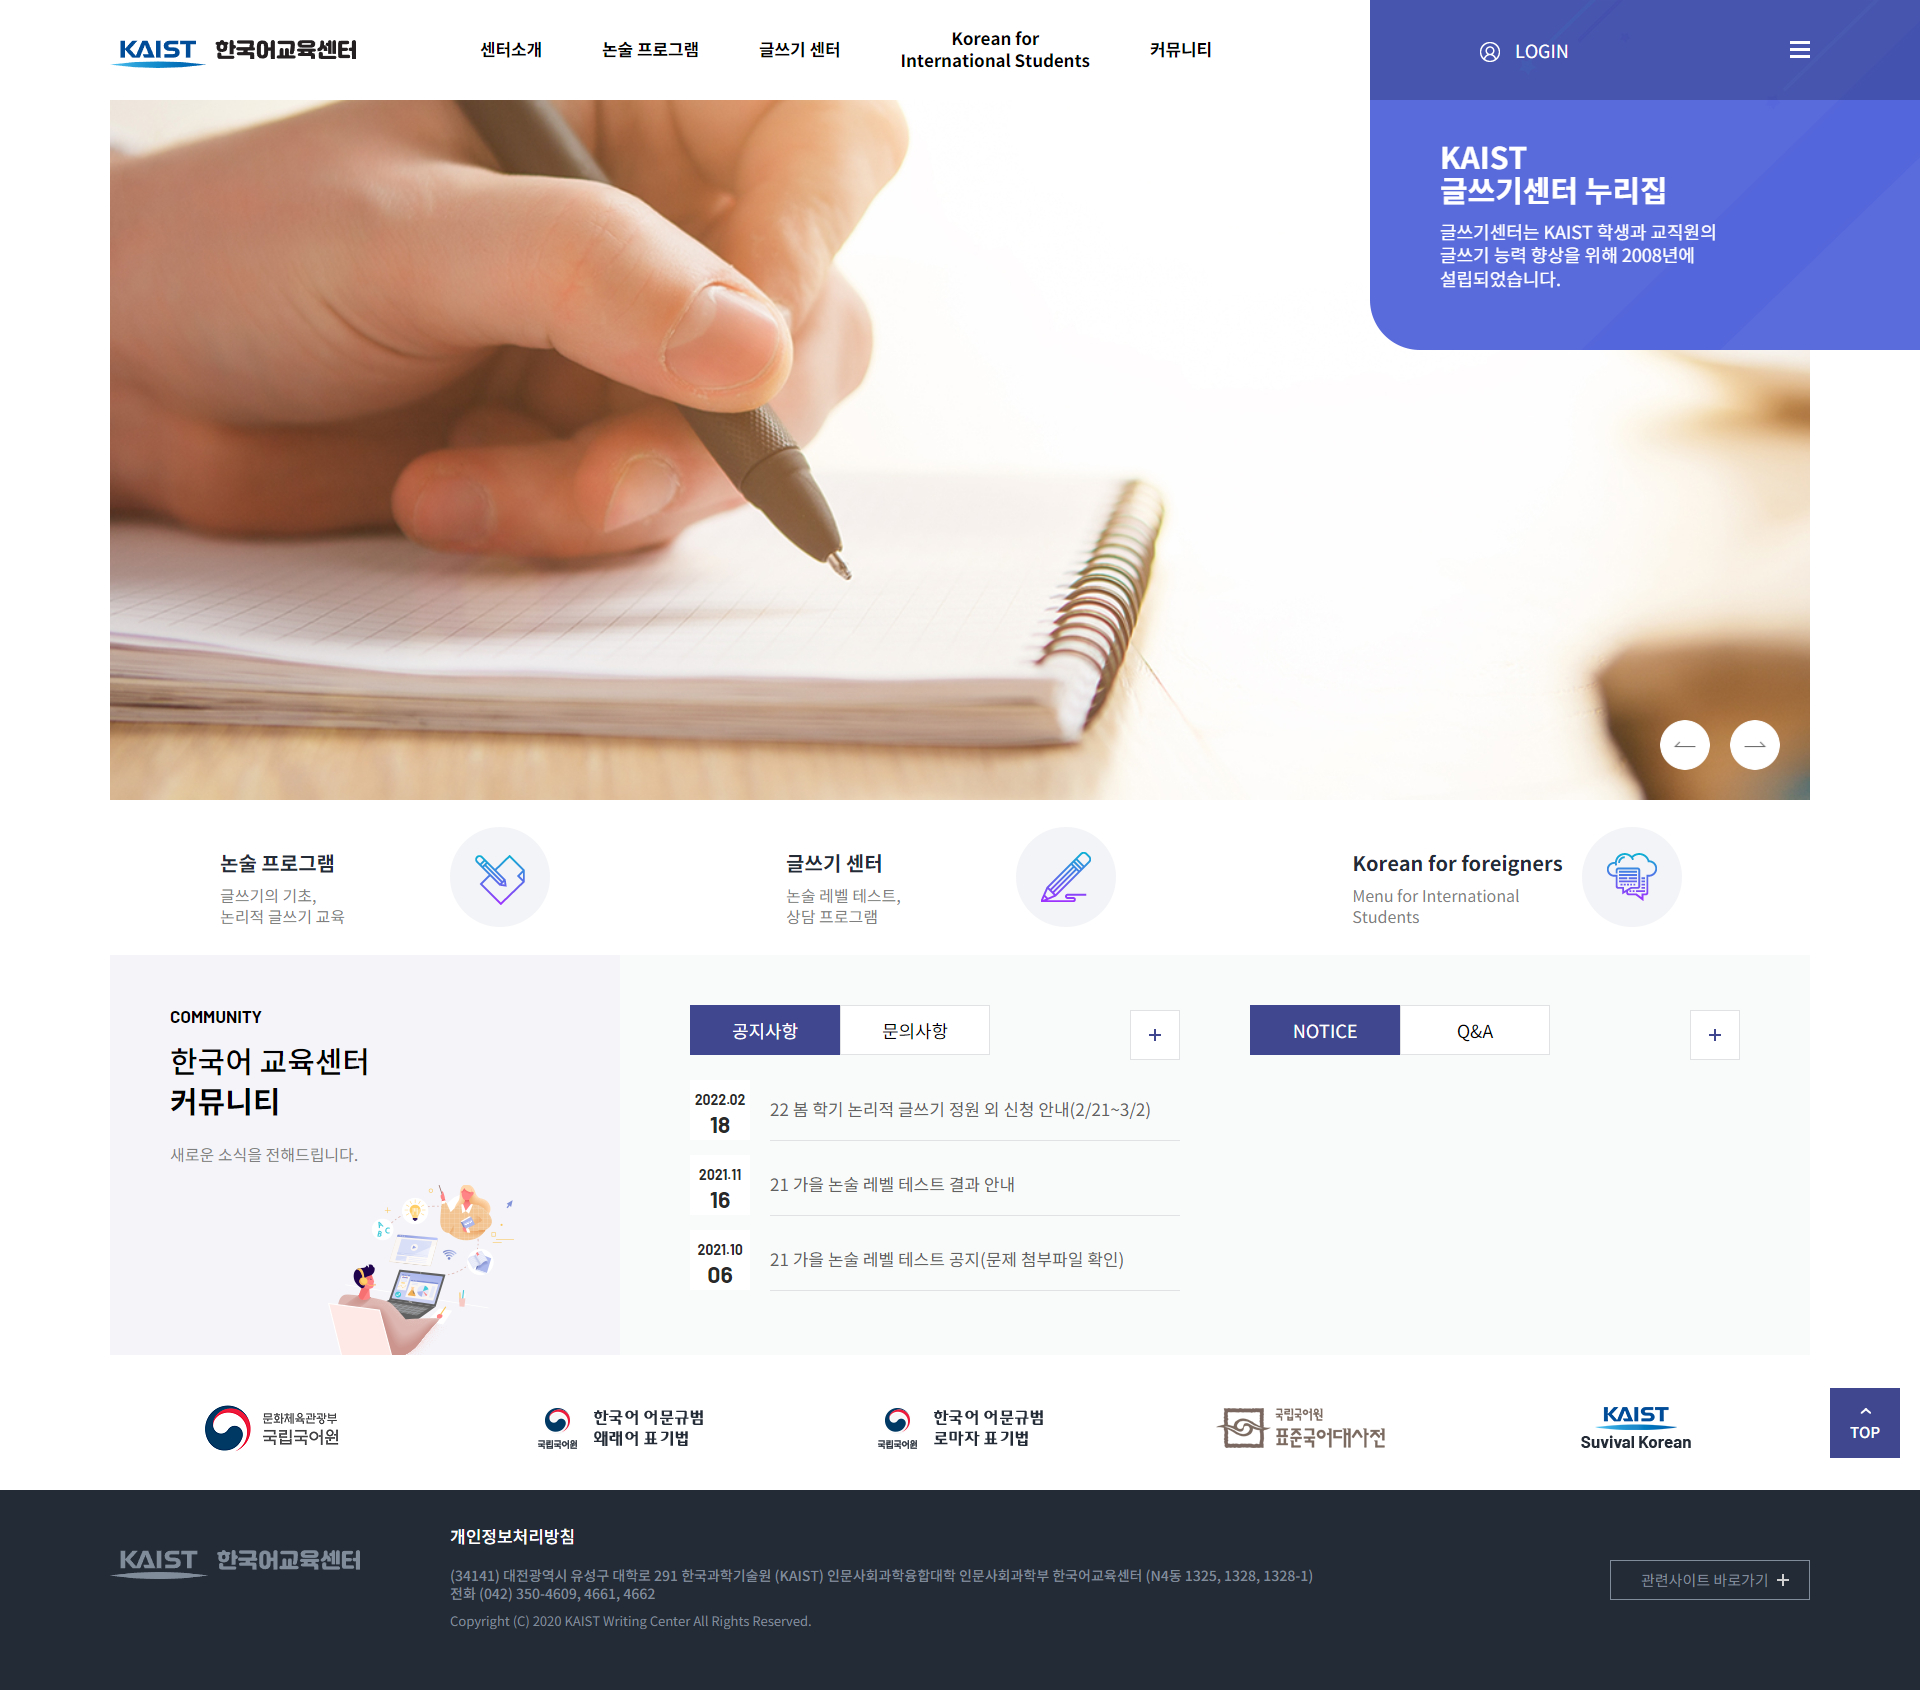 KAIST 한국어교육센터
센터소개
논술 프로그램
글쓰기 센터
Korean for
International Students
커뮤니티
LOGIN
KAIST
글쓰기센터 누리집
글쓰기센터는 KAIST 학생과 교직원의
글쓰기 능력 향상을 위해 2008년에
설립되었습니다.
논술 프로그램
글쓰기의 기초,
논리적 글쓰기 교육
글쓰기 센터
논술 레벨 테스트,
상담 프로그램
Korean for foreigners
Menu for International
Students
COMMUNITY
한국어 교육센터
커뮤니티
새로운 소식을 전해드립니다.
A
B
C
공지사항
문의사항
+
2022.02
18
22 봄 학기 논리적 글쓰기 정원 외 신청 안내(2/21~3/2)
2021.11
16
21 가을 논술 레벨 테스트 결과 안내
2021.10
06
21 가을 논술 레벨 테스트 공지(문제 첨부파일 확인)
NOTICE
Q&A
+
문화체육관광부
국립국어원
국립국어원
한국어 어문규범
왜래어 표기법
국립국어원
한국어 어문규범
로마자 표기법
국립국어원
표준국어대사전
KAIST
Suvival Korean
TOP
KAIST 한국어교육센터
개인정보처리방침
(34141) 대전광역시 유성구 대학로 291 한국과학기술원 (KAIST) 인문사회과학융합대학 인문사회과학부 한국어교육센터 (N4동 1325, 1328, 1328-1)
전화 (042) 350-4609, 4661, 4662
Copyright (C) 2020 KAIST Writing Center All Rights Reserved.
관련사이트 바로가기 +